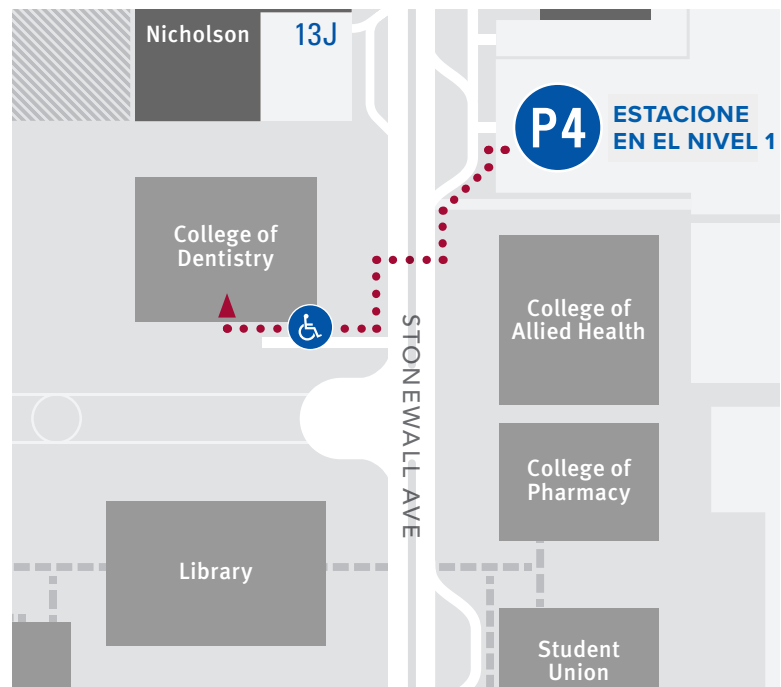 Nicholson
13J
P4
ESTACIONE
EN EL NIVEL 1
College of
Dentistry
College of
Allied Health
STONEWALL AVE
College of
Pharmacy
Library
Student
Union